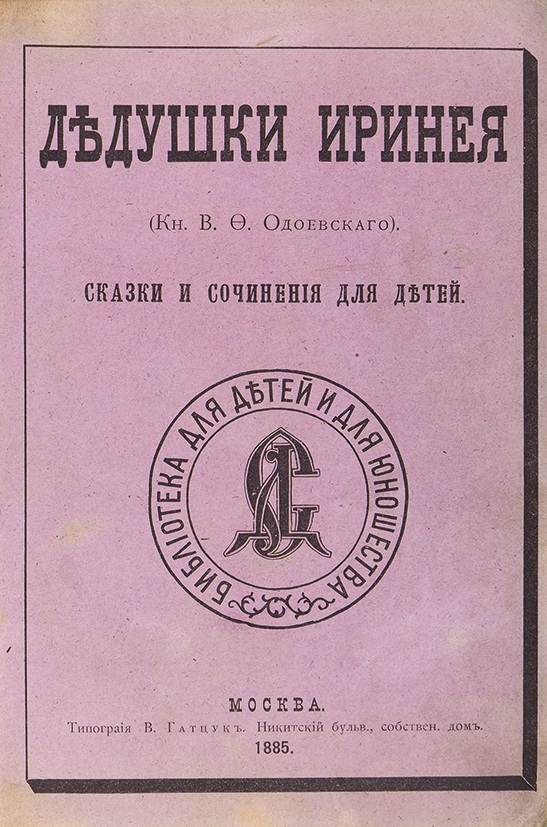 ДѢДУШКИ ИРИНЕЯ
(Кн. В. Ѳ. Одоевскаго).
СКАЗКИ И СОЧИНЕНІЯ ДЛЯ ДѢТЕЙ.
БИБЛІОТЕКА ДЛЯ ДѢТЕЙ И ДЛЯ ЮНОШЕСТВА
МОСКВА.
Типограія В. Гатцукъ. Никитскій бульв., собствен. домъ.
1885.